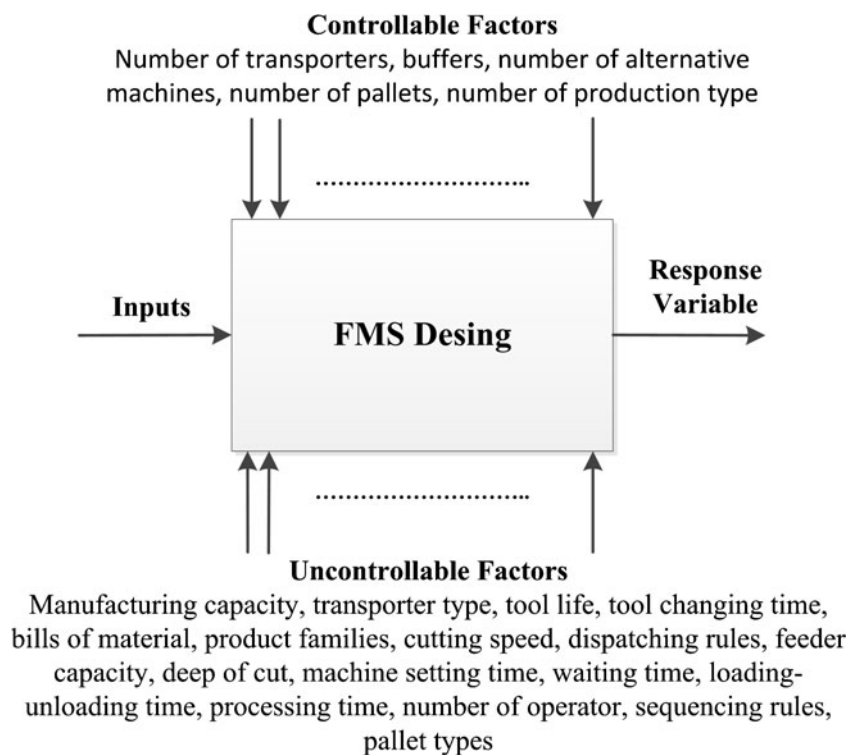 Controllable Factors
Number of transporters, buffers, number of alternative
machines, number of pallets, number of production type
...............................
Response
Variable
Inputs
FMS Desing
...............................
Uncontrollable Factors
Manufacturing capacity, transporter type, tool life, tool changing time,
bills of material, product families, cutting speed, dispatching rules, feeder
capacity, deep of cut, machine setting time, waiting time, loading-
unloading time, processing time, number of operator, sequencing rules,
pallet types